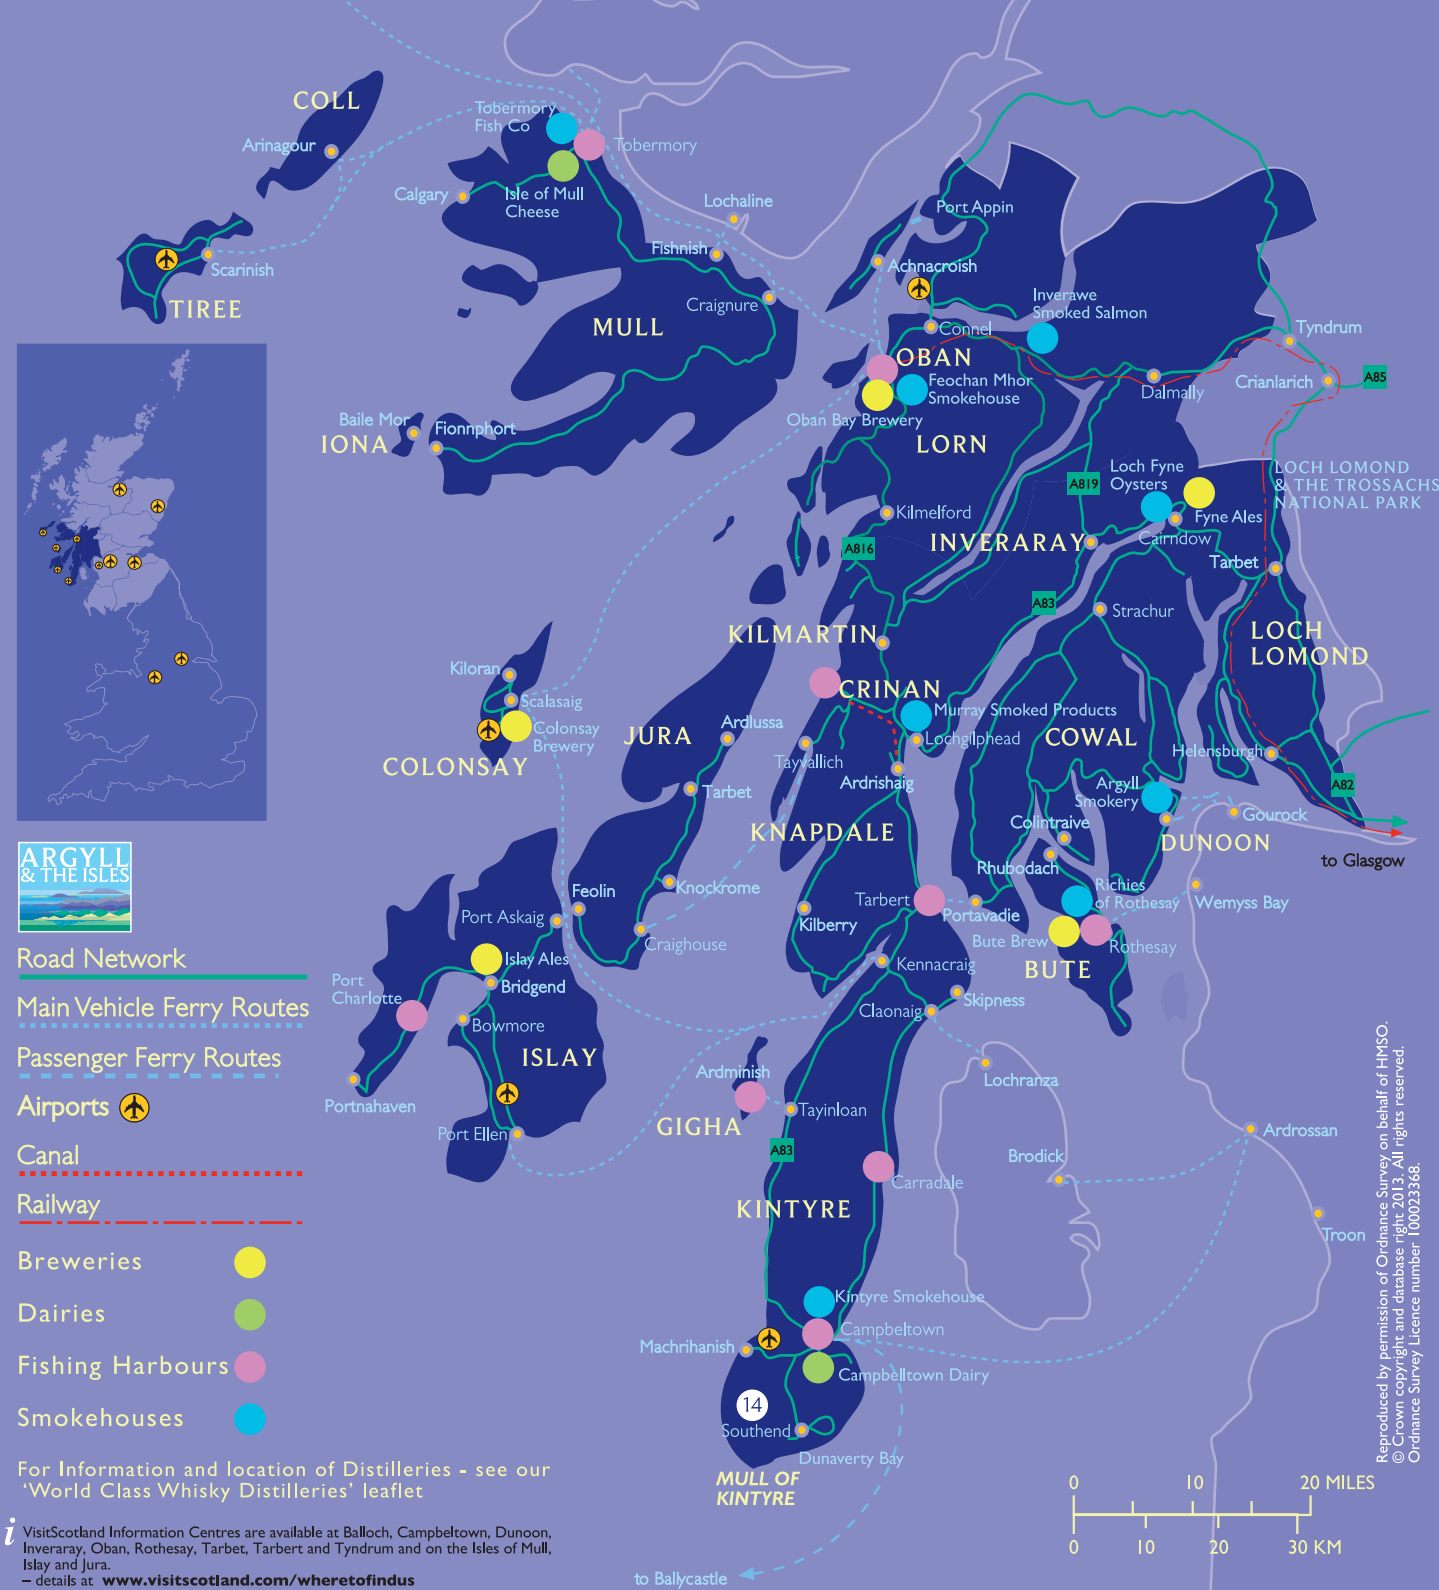 COLL
Arinagour
Tobermory
Fish Co
Tobermory
Calgary
Isle of Mull
Cheese
Lochaline
Port Appin
Fishnish
Achnacroish
Scarinish
TIREE
Craignure
MULL
Inverawe
Smoked Salmon
Connel
Tyndrum
OBAN
Feochan Mhor
Smokehouse
Crianlarich
A85
Dalmally
Oban Bay Brewery
Baile Mor
Fionnphort
IONA
LORN
Loch Fyne
Oysters
LOCH LOMOND
& THE TROSSACHS
NATIONAL PARK
A819
Kilmelford
Fyne Ales
Cairndow
INVERARAY
A816
Tarbet
A83
Strachur
KILMARTIN
LOCH
LOMOND
Kiloran
Scalasaig
CRINAN
Colonsay
Brewery
COLONSAY
JURA
Ardlussa
Murray Smoked Products
Lochgilphead
COWAL
Tayvallich
Helensburgh
Ardrishaig
Tarbet
Argyll
Smokery
A82
Gourock
KNAPDALE
Colintraive
DUNOON
to Glasgow
Rhubodach
ARGYLL
& THE ISLES
Feolin
Knockrome
Richies
of Rothesay
Wemyss Bay
Tarbert
Portavadie
Port Askaig
Kilberry
Craighouse
Bute Brew
Rothesay
BUTE
Road Network
Islay Ales
Bridgend
Kennacraig
Port
Charlotte
Skipness
Claonaig
Main Vehicle Ferry Routes
Bowmore
Passenger Ferry Routes
ISLAY
Ardminish
Lochranza
Airports
Portnahaven
Tayinloan
GIGHA
Port Ellen
Ardrossan
A83
Brodick
Canal
Carradale
Railway
KINTYRE
Troon
Breweries
Kintyre Smokehouse
Dairies
Campbeltown
Machrihanish
Fishing Harbours
Campbelltown Dairy
14
Smokehouses
Southend
Dunaverty Bay
MULL OF
KINTYRE
For Information and location of Distilleries - see our
‘World Class Whisky Distilleries’ leaflet
i VisitScotland Information Centres are available at Balloch, Campbeltown, Dunoon,
Inveraray, Oban, Rothesay, Tarbet, Tarbert and Tyndrum and on the Isles of Mull,
Islay and Jura.
– details at www.visitscotland.com/wheretofindus
to Ballycastle
0 10 20 MILES
0 10 20 30 KM
Reproduced by permission of Ordnance Survey on behalf of HMSO.
© Crown copyright and database right 2013. All rights reserved.
Ordnance Survey Licence number 100023368.